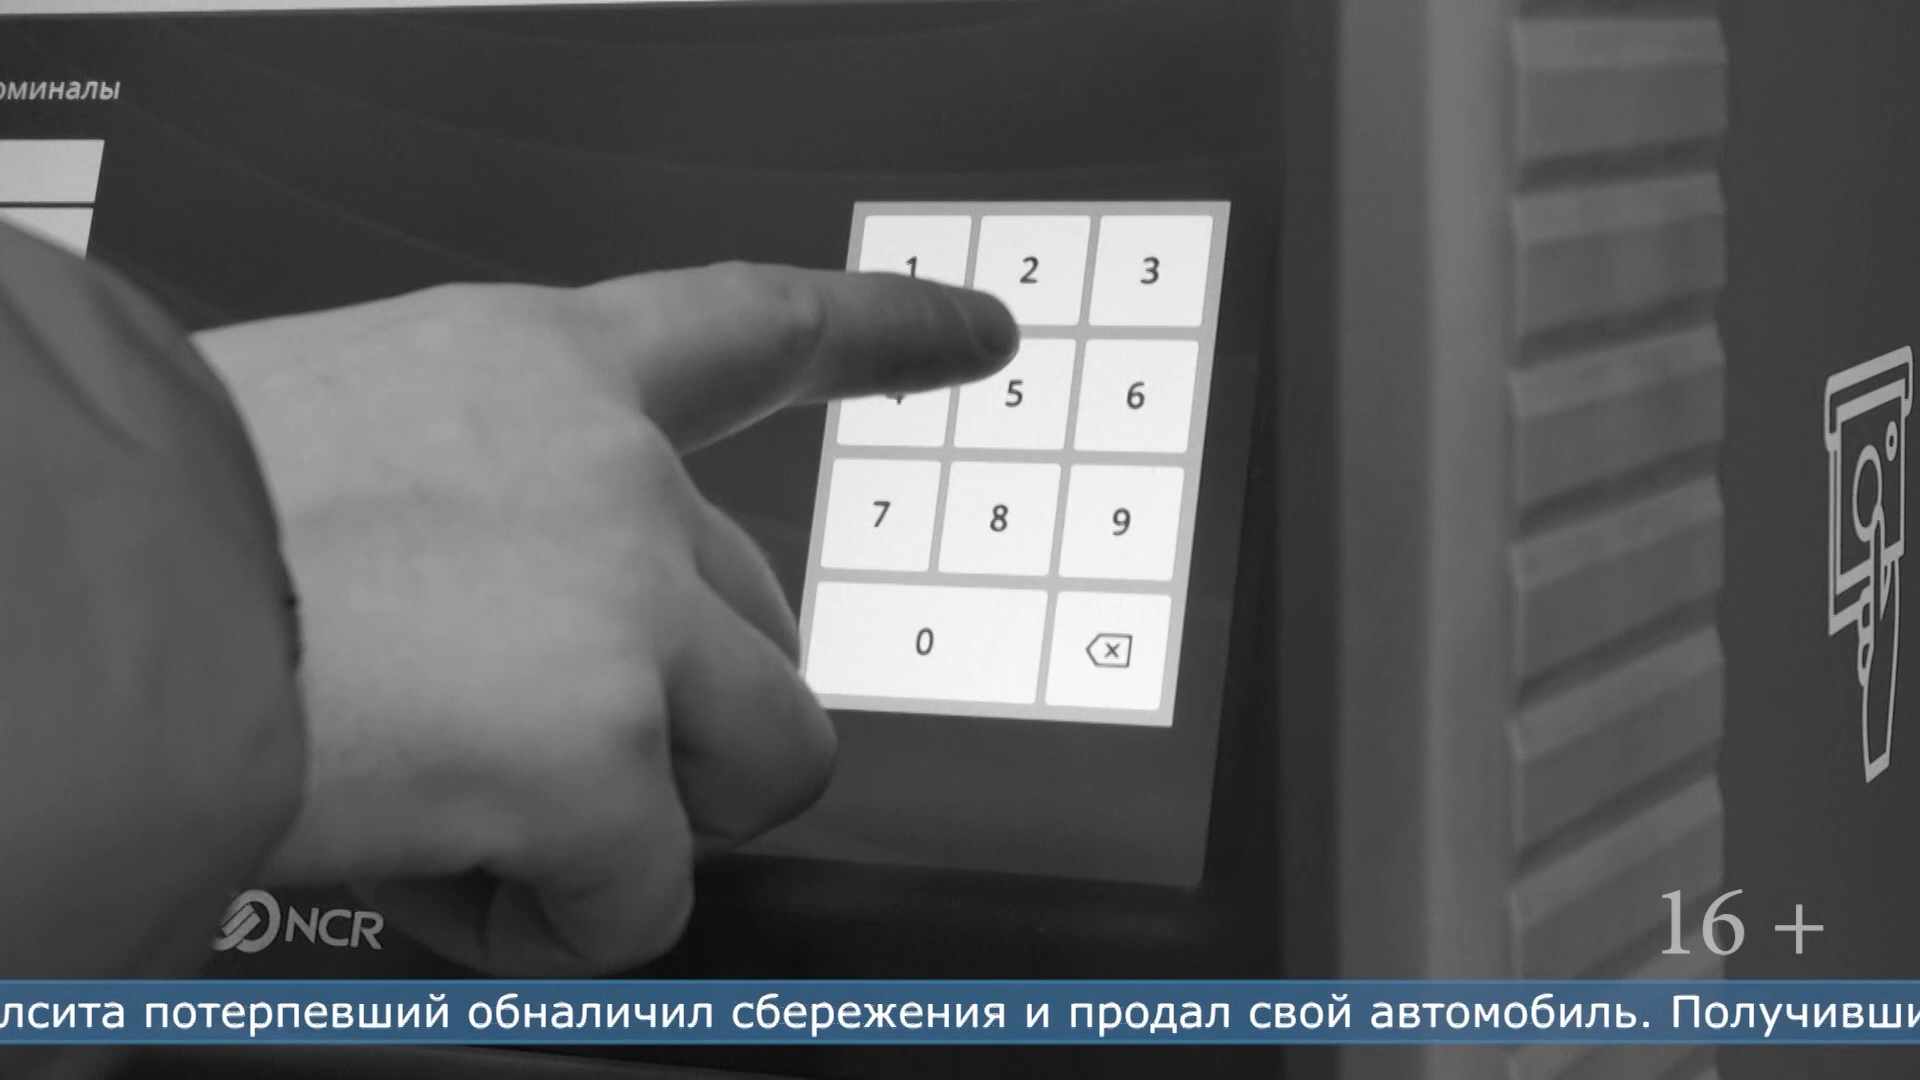 оминалы
1 2 3
4 5 6
7 8 9
0
NCR
16 +
лсита потерпевший обналичил сбережения и продал свой автомобиль. Получивши